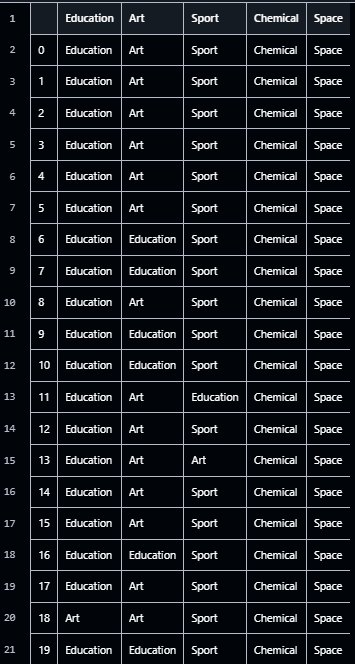 1 Education Art Sport Chemical Space
2 0 Education Art Sport Chemical Space
3 1 Education Art Sport Chemical Space
4 2 Education Art Sport Chemical Space
5 3 Education Art Sport Chemical Space
6 4 Education Art Sport Chemical Space
7 5 Education Art Sport Chemical Space
8 6 Education Education Sport Chemical Space
9 7 Education Education Sport Chemical Space
10 8 Education Art Sport Chemical Space
11 9 Education Education Sport Chemical Space
12 10 Education Education Sport Chemical Space
13 11 Education Art Education Chemical Space
14 12 Education Art Sport Chemical Space
15 13 Education Art Art Chemical Space
16 14 Education Art Sport Chemical Space
17 15 Education Art Sport Chemical Space
18 16 Education Education Sport Chemical Space
19 17 Education Art Sport Chemical Space
20 18 Art Art Sport Chemical Space
21 19 Education Education Sport Chemical Space